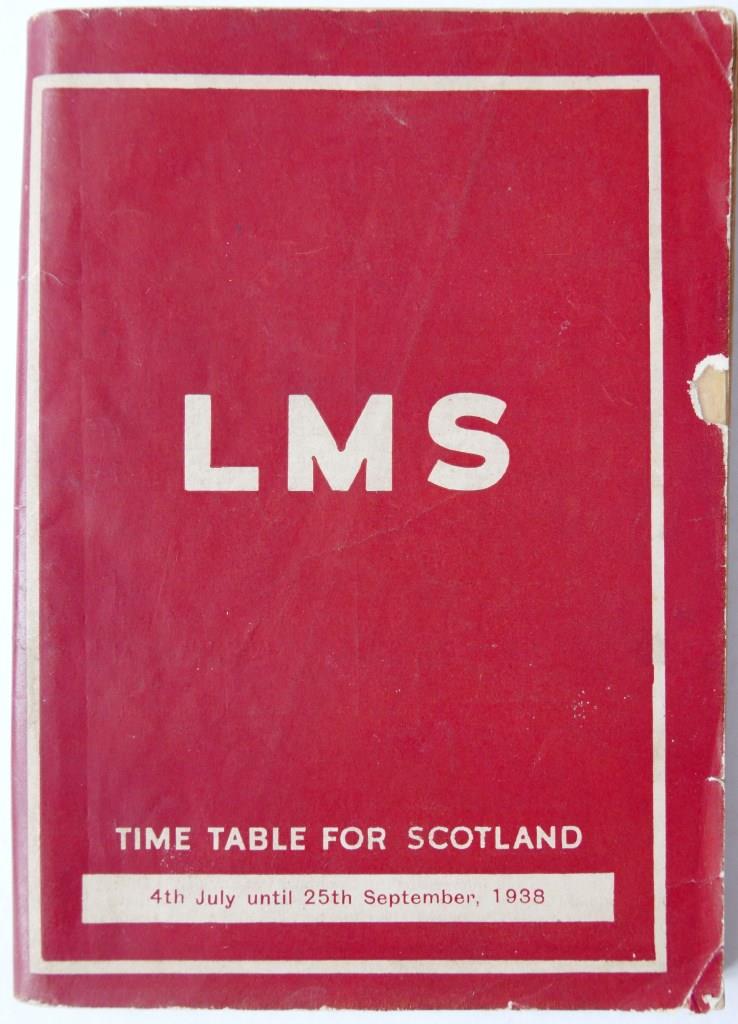 LMS
TIME TABLE FOR SCOTLAND
4th July until 25th September, 1938